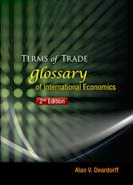 TERMS OF TRADE
glossary
of International Economics
2nd Edition
Alan V. Deardorff